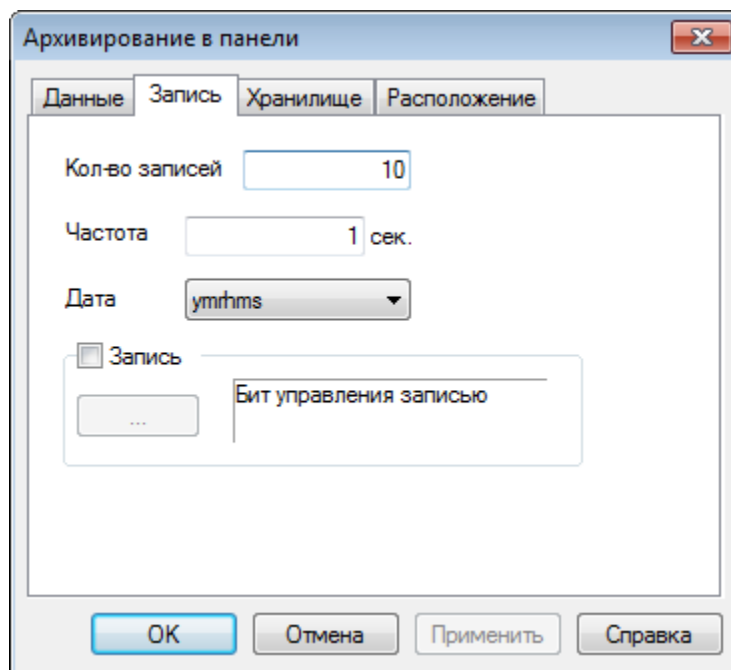 Архивирование в панели
Данные Запись Хранилище Расположение
Кол-во записей 10
Частота 1 сек.
Дата ymrhms
Запись
... Бит управления записью
OK Отмена Применить Справка